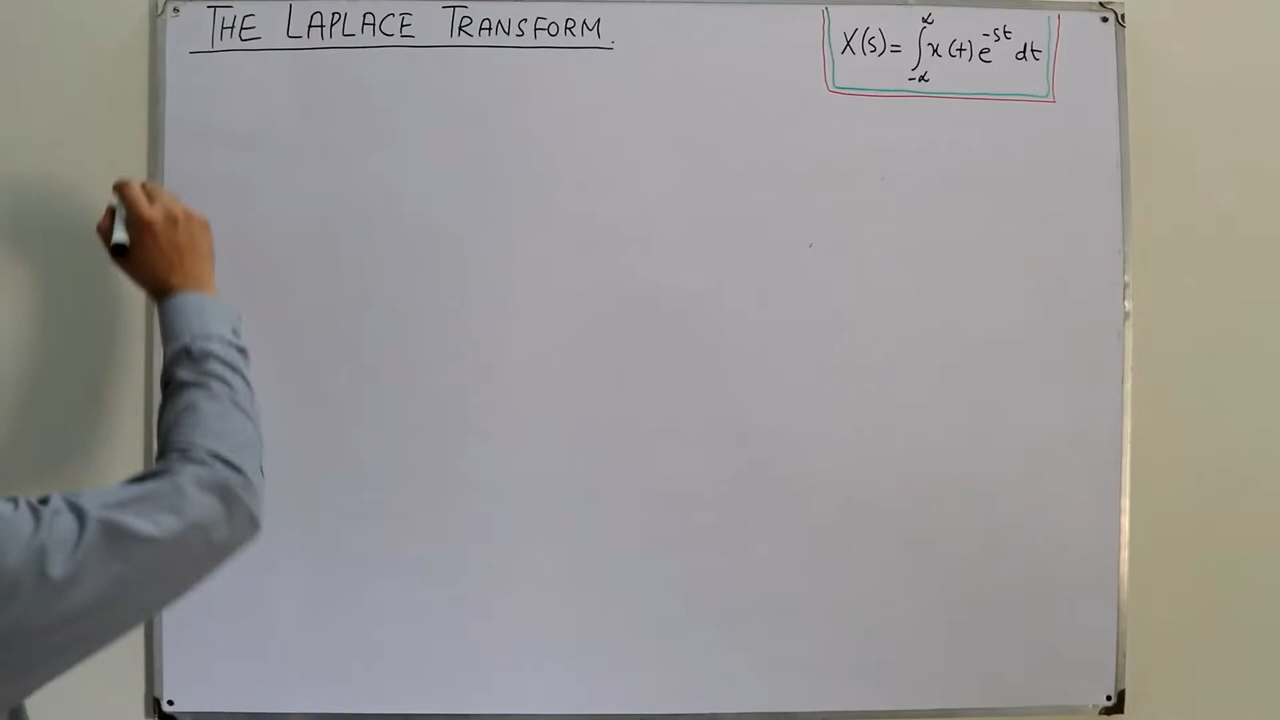 THE LAPLACE TRANSFORM.
X(s) = ∫_{-∝}^{∝} x(t) e^{-st} dt